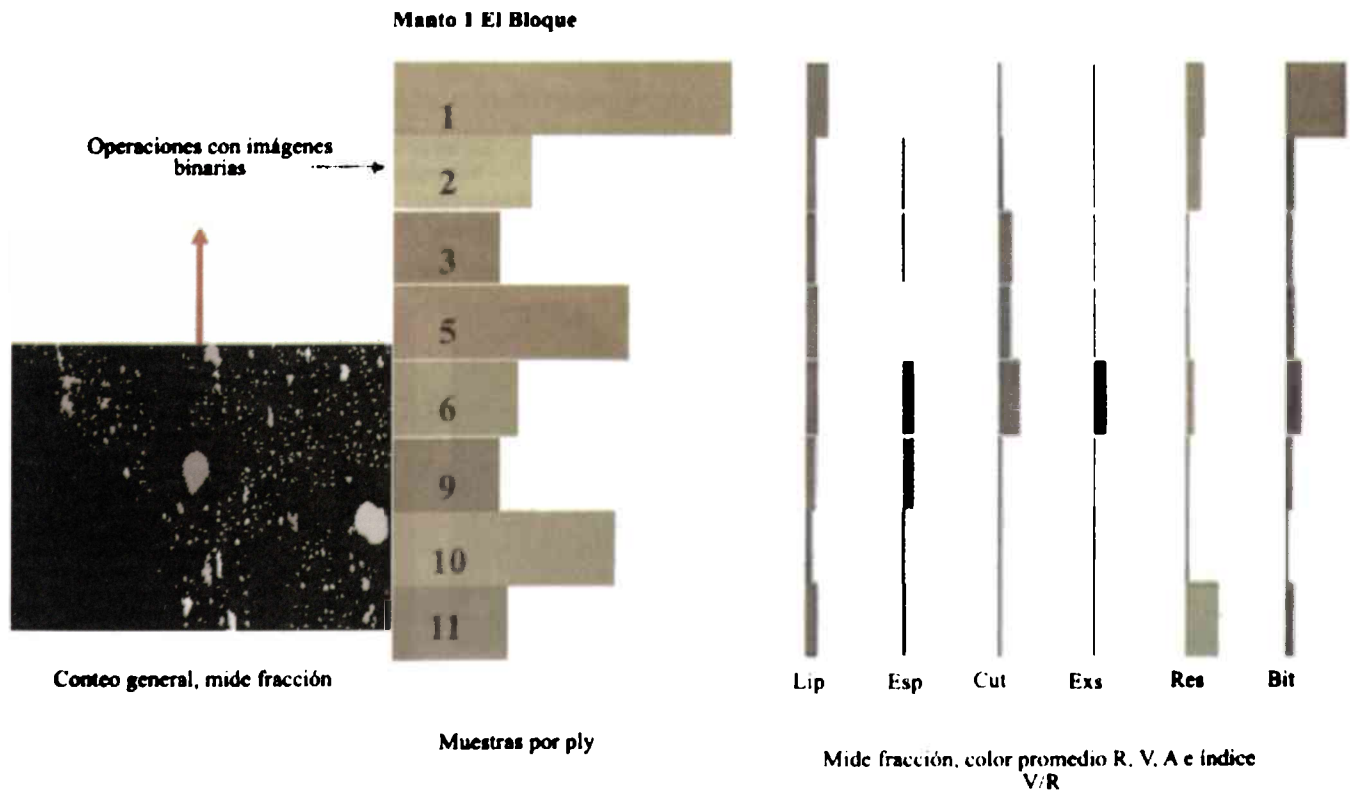 Manto 1 El Bloque
Operaciones con imágenes
binarias
1
2
3
5
6
9
10
11
Conteo general, mide fracción
Muestras por ply
Lip Esp Cut Exs Res Bit
Mide fracción, color promedio R, V, A e índice
V/R